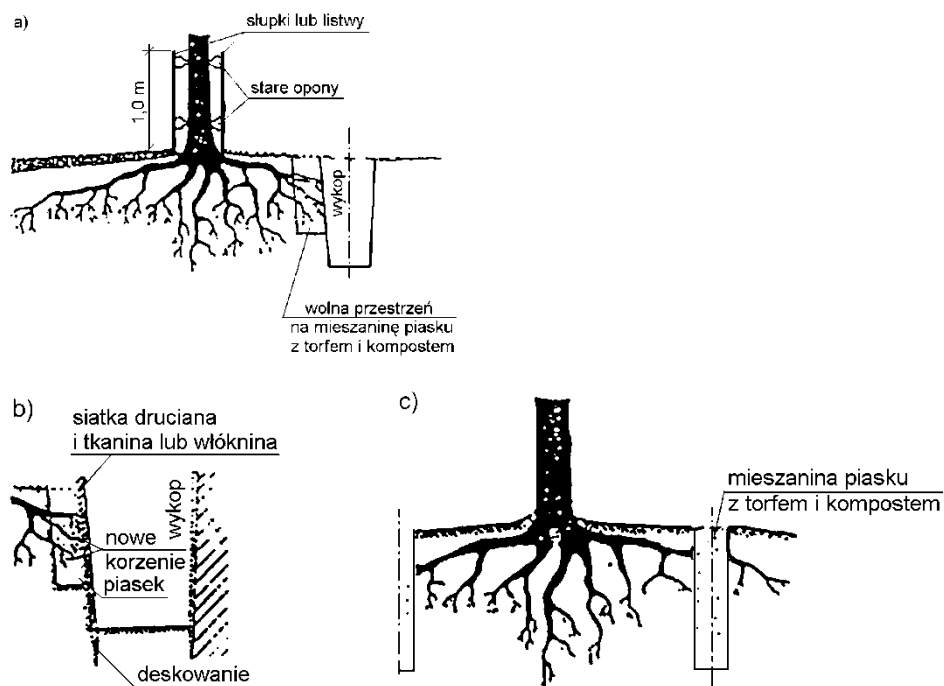 a)
słupki lub listwy
stare opony
1,0 m
wykop
wolna przestrzeń
na mieszaninę piasku
z torfem i kompostem
b)
siatka druciana
i tkanina lub włóknina
wykop
nowe
korzenie
piasek
deskowanie
c)
mieszanina piasku
z torfem i kompostem